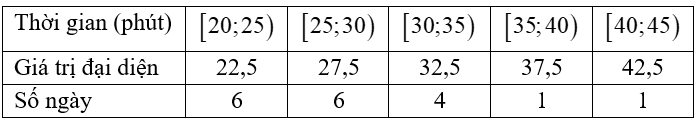 Thời gian (phút) [20;25) [25;30) [30;35) [35;40) [40;45)
Giá trị đại diện 22,5 27,5 32,5 37,5 42,5
Số ngày 6 6 4 1 1